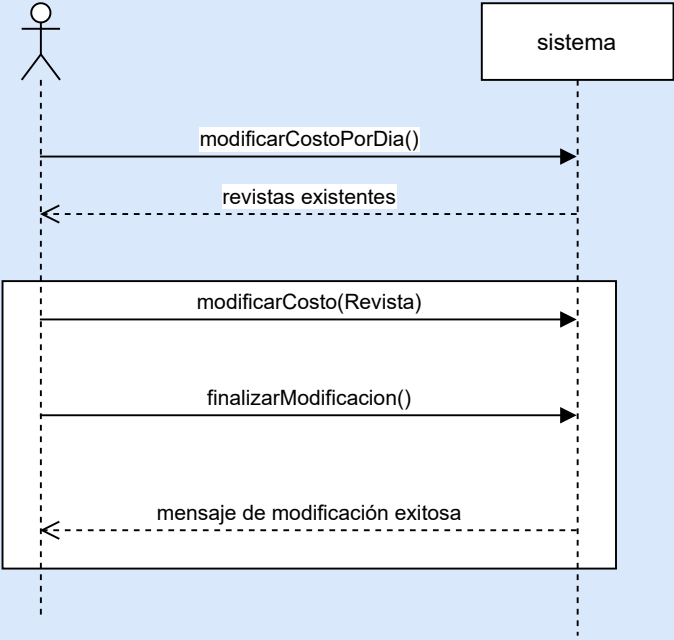 sistema
modificarCostoPorDia()
revistas existentes
modificarCosto(Revista)
finalizarModificacion()
mensaje de modificación exitosa